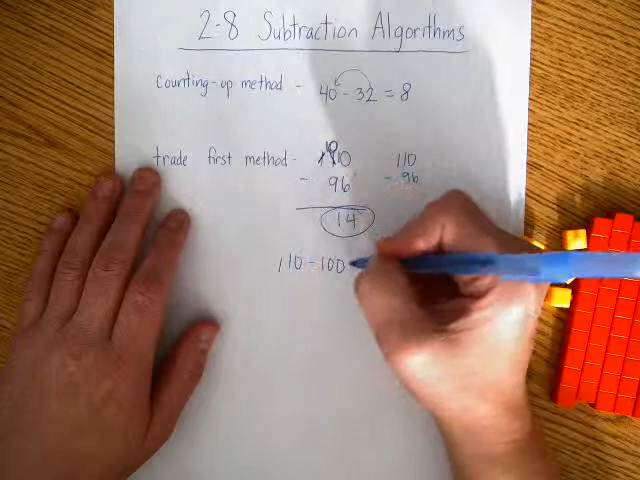 2-8 Subtraction Algorithms
counting-up method - 40 - 32 = 8
trade first method - 110 110
- 96 - 96
14
110 - 100